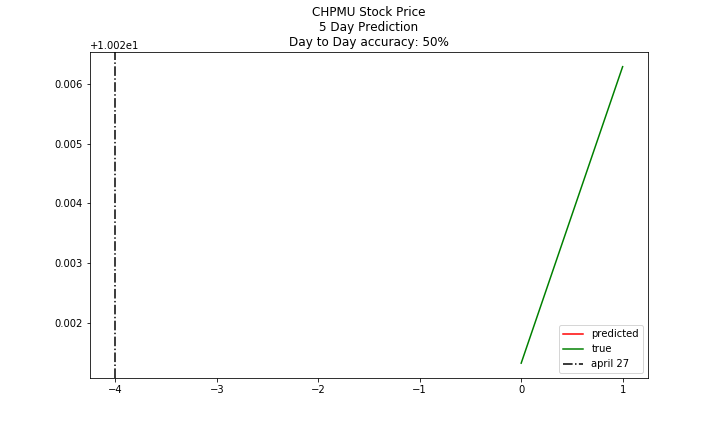 CHPMU Stock Price
5 Day Prediction
Day to Day accuracy: 50%
+1.002e1
0.006
0.005
0.004
0.003
0.002
−4
−3
−2
−1
0
1
predicted
true
april 27